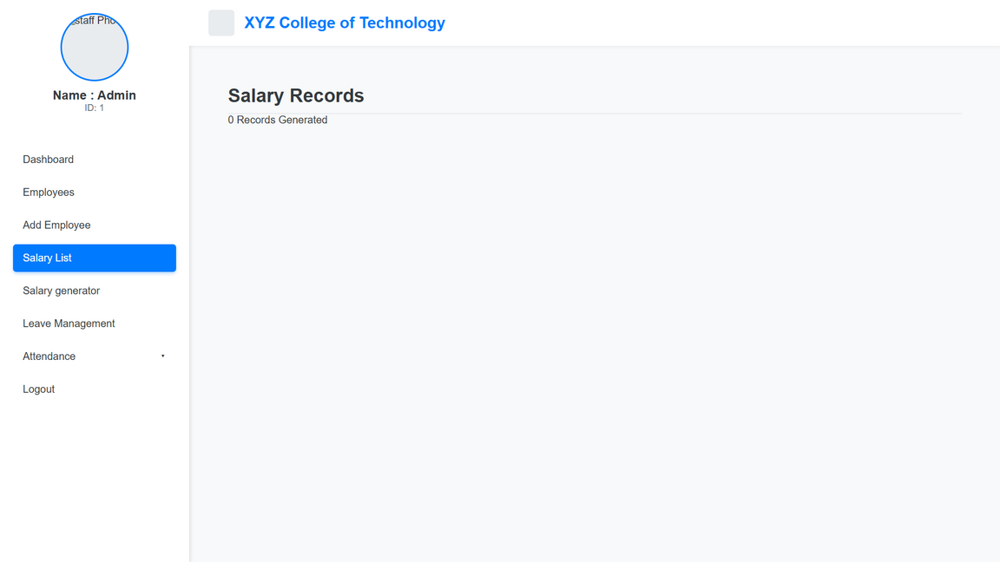 staff Pho
Name : Admin
ID: 1
Dashboard
Employees
Add Employee
Salary List
Salary generator
Leave Management
Attendance
Logout
XYZ College of Technology
Salary Records
0 Records Generated